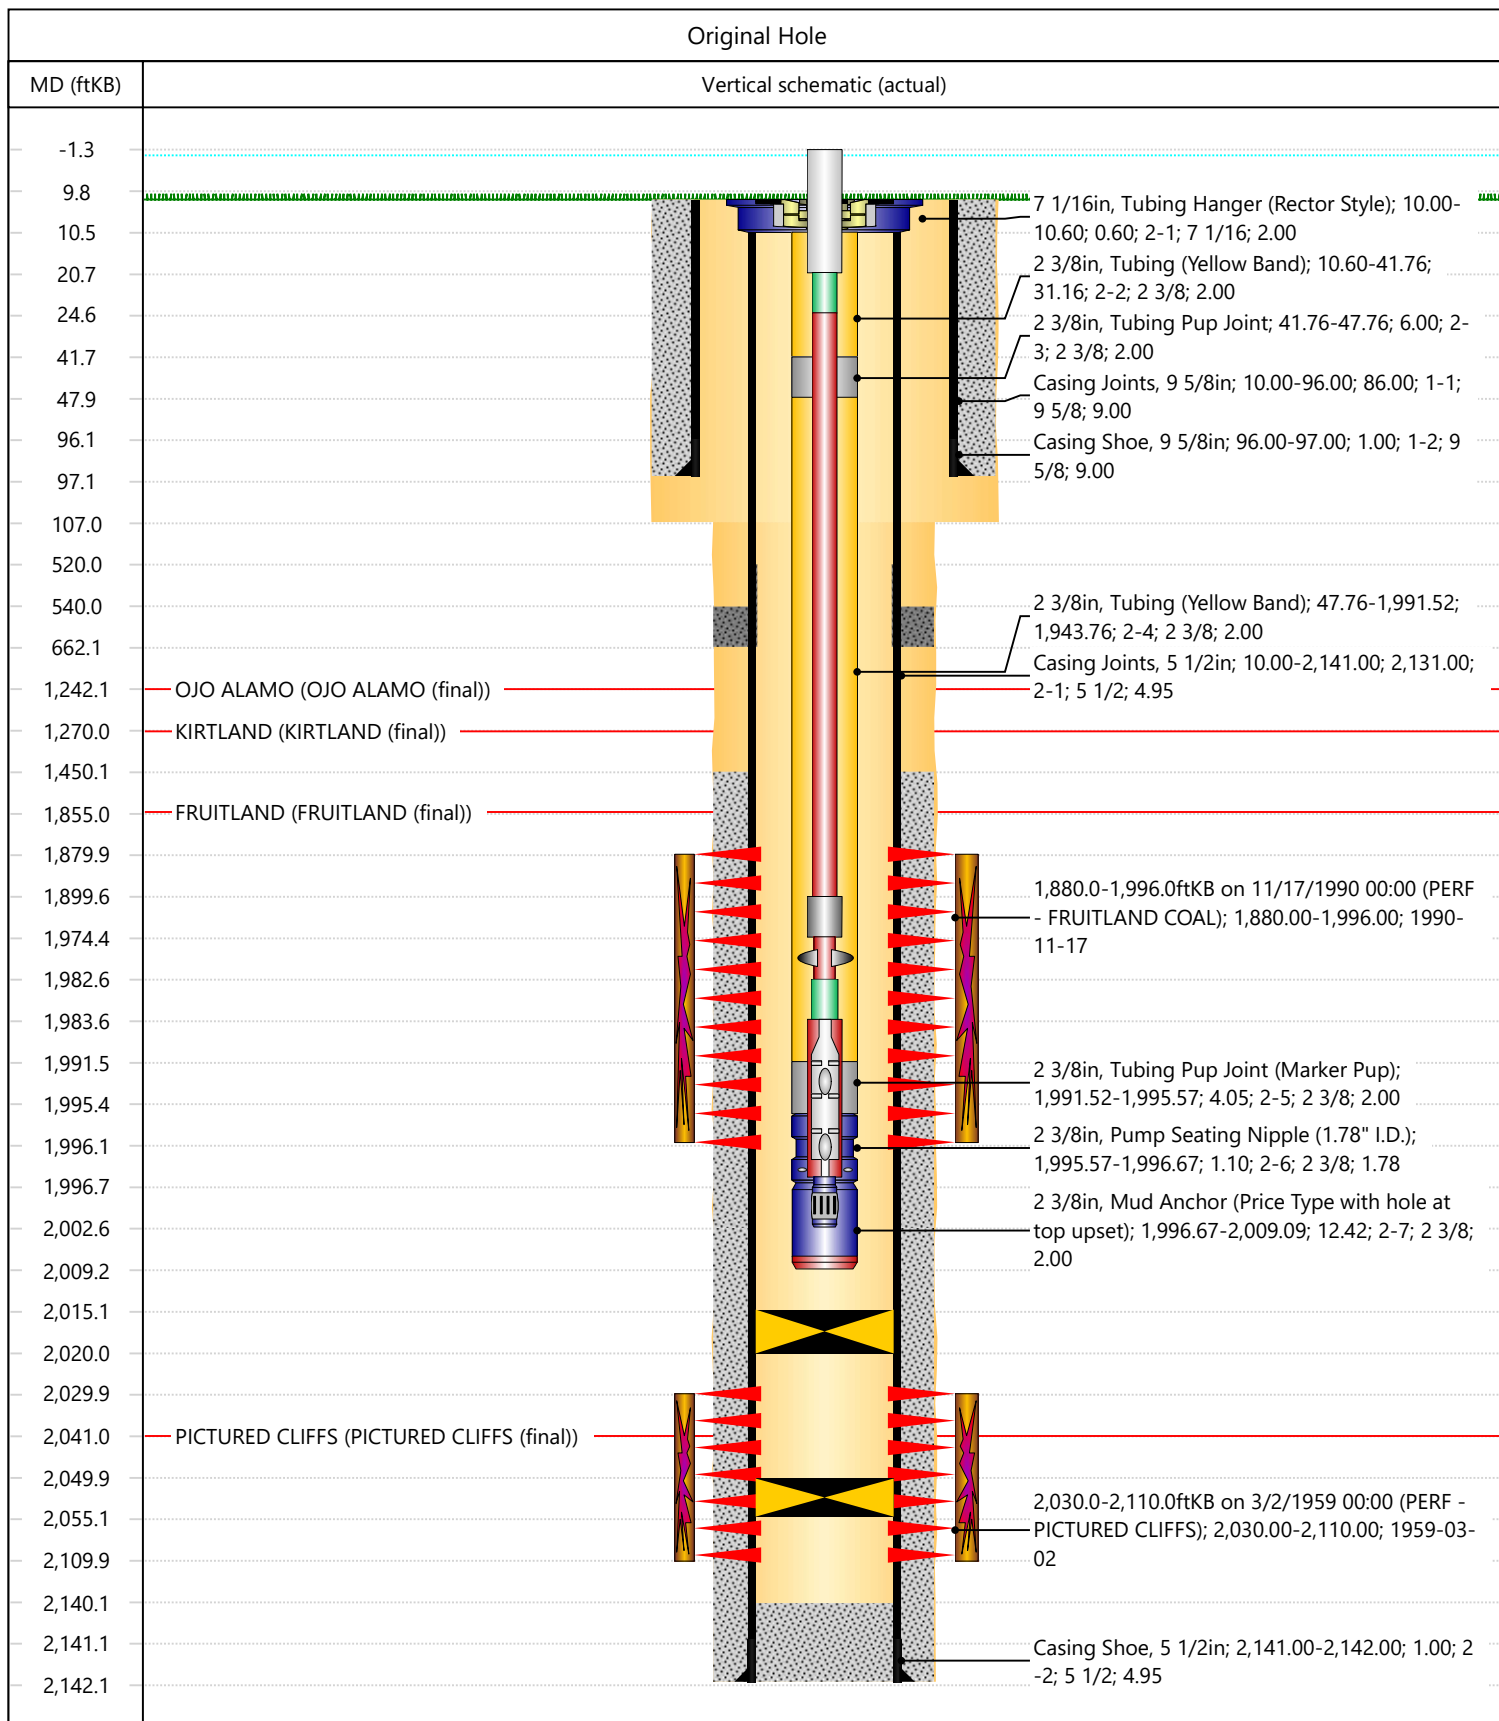 Original Hole
MD (ftKB)
Vertical schematic (actual)
-1.3
9.8
10.5
20.7
24.6
41.7
47.9
96.1
97.1
107.0
520.0
540.0
662.1
1,242.1
1,270.0
1,450.1
1,855.0
1,879.9
1,899.6
1,974.4
1,982.6
1,983.6
1,991.5
1,995.4
1,996.1
1,996.7
2,002.6
2,009.2
2,015.1
2,020.0
2,029.9
2,041.0
2,049.9
2,055.1
2,109.9
2,140.1
2,141.1
2,142.1
OJO ALAMO (OJO ALAMO (final))
KIRTLAND (KIRTLAND (final))
FRUITLAND (FRUITLAND (final))
PICTURED CLIFFS (PICTURED CLIFFS (final))
7 1/16in, Tubing Hanger (Rector Style); 10.00-
10.60; 0.60; 2-1; 7 1/16; 2.00
2 3/8in, Tubing (Yellow Band); 10.60-41.76;
31.16; 2-2; 2 3/8; 2.00
2 3/8in, Tubing Pup Joint; 41.76-47.76; 6.00; 2-
3; 2 3/8; 2.00
Casing Joints, 9 5/8in; 10.00-96.00; 86.00; 1-1;
9 5/8; 9.00
Casing Shoe, 9 5/8in; 96.00-97.00; 1.00; 1-2; 9
5/8; 9.00
2 3/8in, Tubing (Yellow Band); 47.76-1,991.52;
1,943.76; 2-4; 2 3/8; 2.00
Casing Joints, 5 1/2in; 10.00-2,141.00; 2,131.00;
2-1; 5 1/2; 4.95
1,880.0-1,996.0ftKB on 11/17/1990 00:00 (PERF
- FRUITLAND COAL); 1,880.00-1,996.00; 1990-
11-17
2 3/8in, Tubing Pup Joint (Marker Pup);
1,991.52-1,995.57; 4.05; 2-5; 2 3/8; 2.00
2 3/8in, Pump Seating Nipple (1.78" I.D.);
1,995.57-1,996.67; 1.10; 2-6; 2 3/8; 1.78
2 3/8in, Mud Anchor (Price Type with hole at
top upset); 1,996.67-2,009.09; 12.42; 2-7; 2 3/8;
2.00
2,030.0-2,110.0ftKB on 3/2/1959 00:00 (PERF -
PICTURED CLIFFS); 2,030.00-2,110.00; 1959-03-
02
Casing Shoe, 5 1/2in; 2,141.00-2,142.00; 1.00; 2
-2; 5 1/2; 4.95